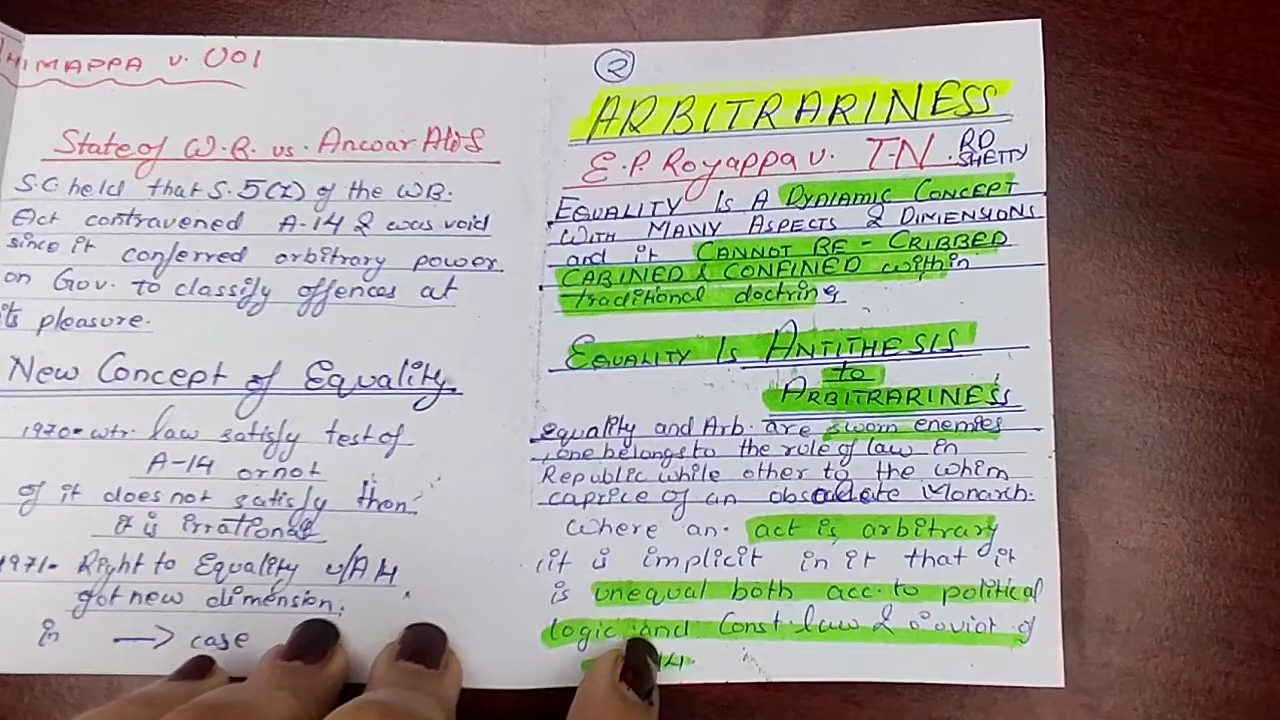 HIMAPPA v. UOI
State of W.B. vs. Anwar Ali S
S.C held that S. 5(1) of the WB.
Act contravened A-14 & was void
since it conferred arbitrary power
on Gov. to classify offences at
its pleasure.
New Concept of Equality.
1970- wtr. law satisfy test of
A-14 or not
of it does not satisfy then
it is irrational
1971- Right to Equality u/A 14
got new dimension.
in → case
2
ARBITRARINESS
E.P. Royappa v. T-N. RD
SHETTY
EQUALITY IS A DYNAMIC CONCEPT
WITH MANY ASPECTS & DIMENSIONS
and it CANNOT BE - CRIBBED
CABINED & CONFINED within
traditional doctrine
EQUALITY IS ANTITHESIS
to
ARBITRARINESS
equality and Arb. are sworn enemies
, one belongs to the rule of law in
Republic while other to the whim
caprice of an Monarch.
Where an act is arbitrary
it is implicit in it that it
is unequal both acc. to political
logic and Const. law & of
14.